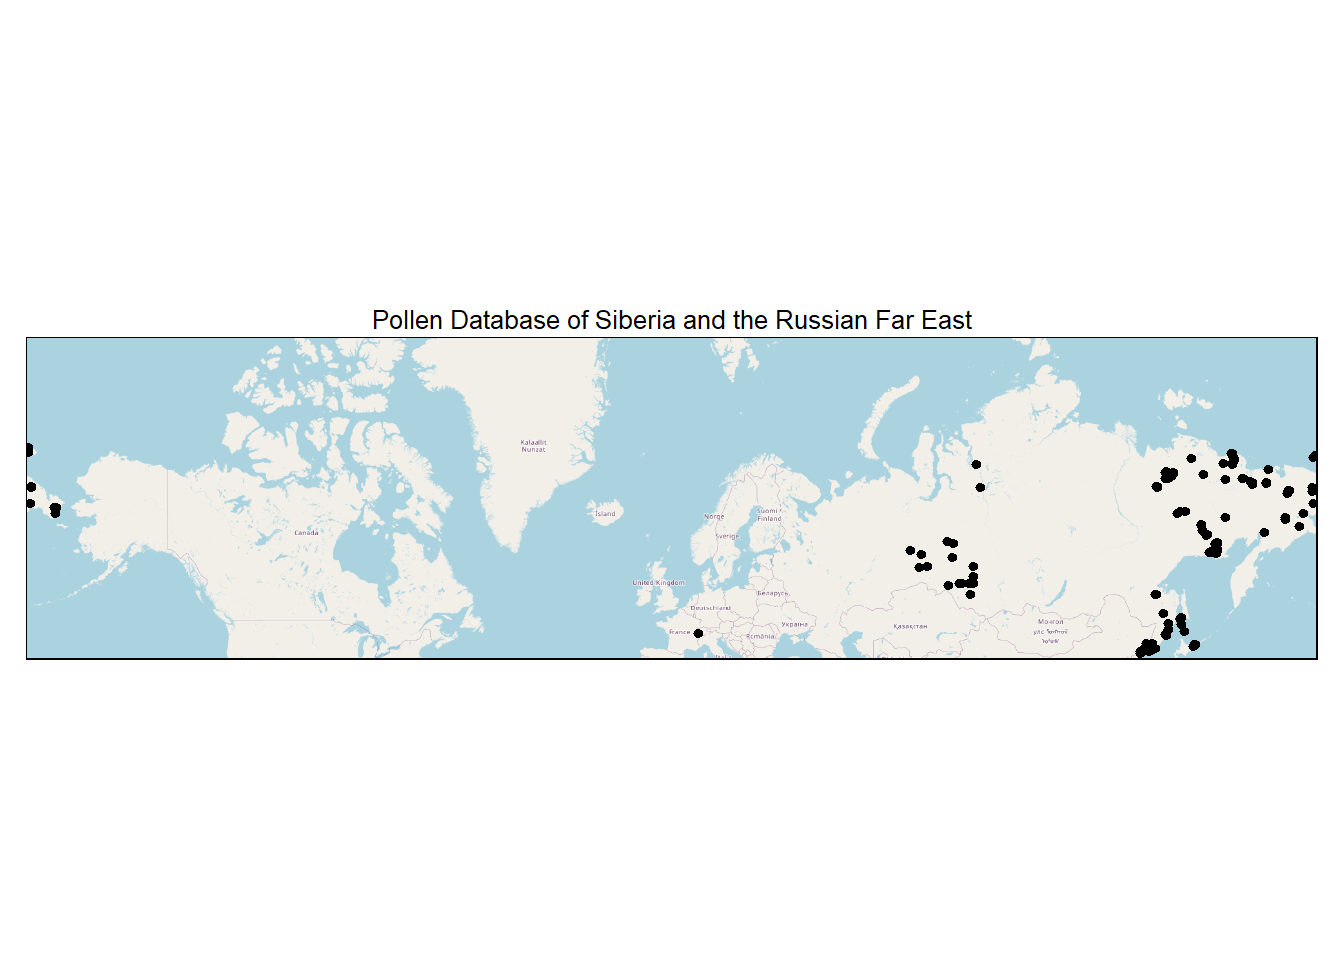 Pollen Database of Siberia and the Russian Far East
Kalaallit
Nunaat
Ísland
Norge
Suomi /
Finland
Sverige
Canada
United Kingdom
Deutschland
Беларусь
France
Україна
România
Қазақстан
Монгол
улс